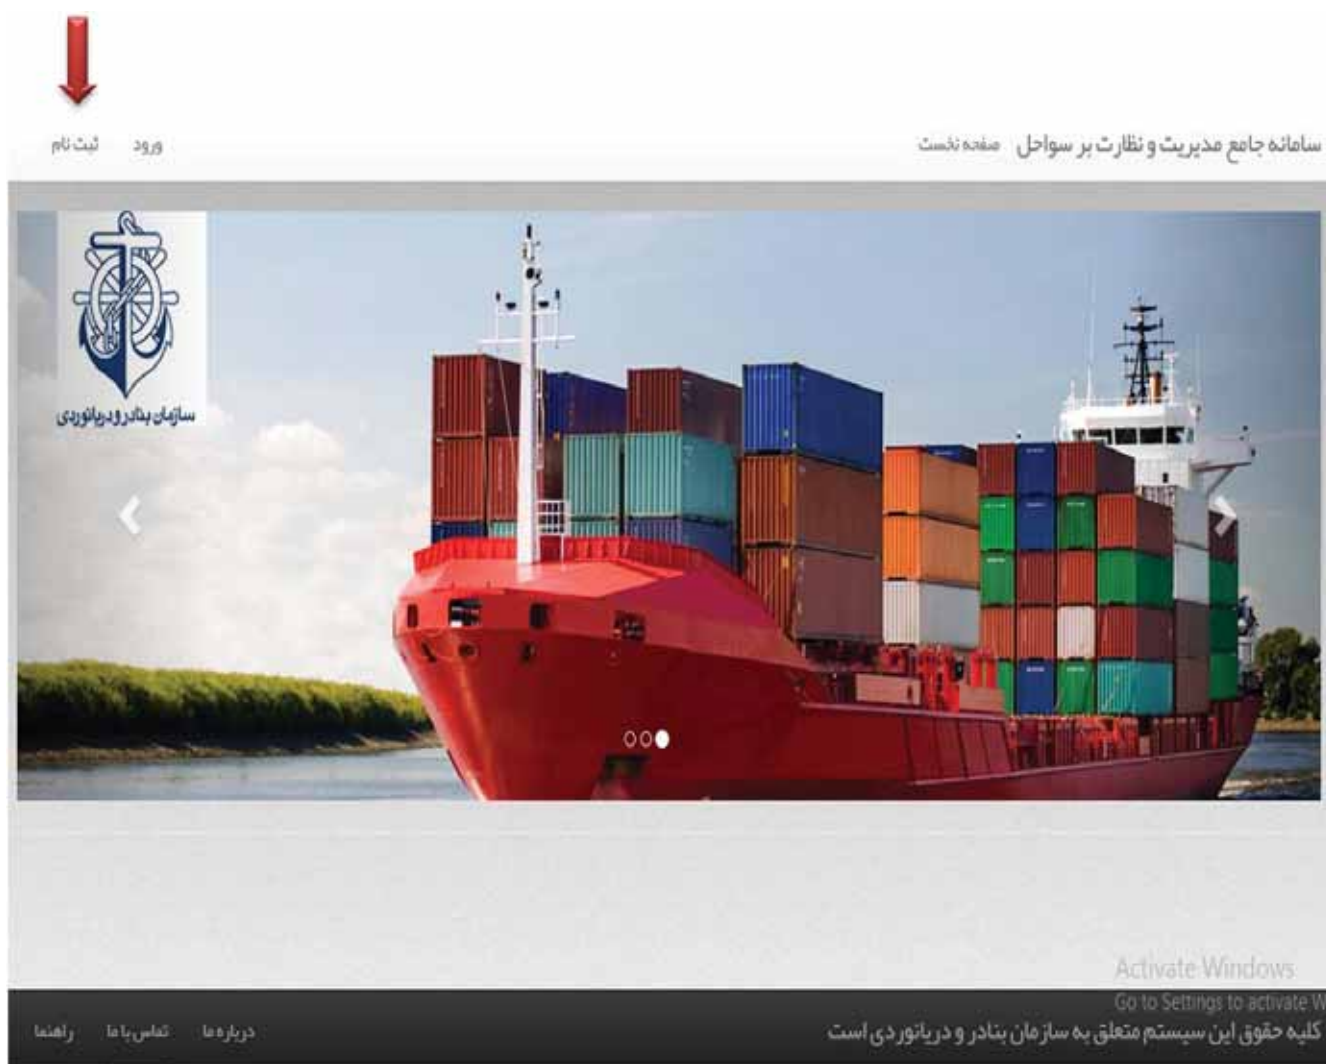 سامانه جامع مدیریت و نظارت بر سواحل صفحه نخست ورود ثبت نام
سازمان بنادر و دریانوردی
Activate Windows
Go to Settings to activate W
کلیه حقوق این سیستم متعلق به سازمان بنادر و دریانوردی است درباره ما تماس با ما راهنما